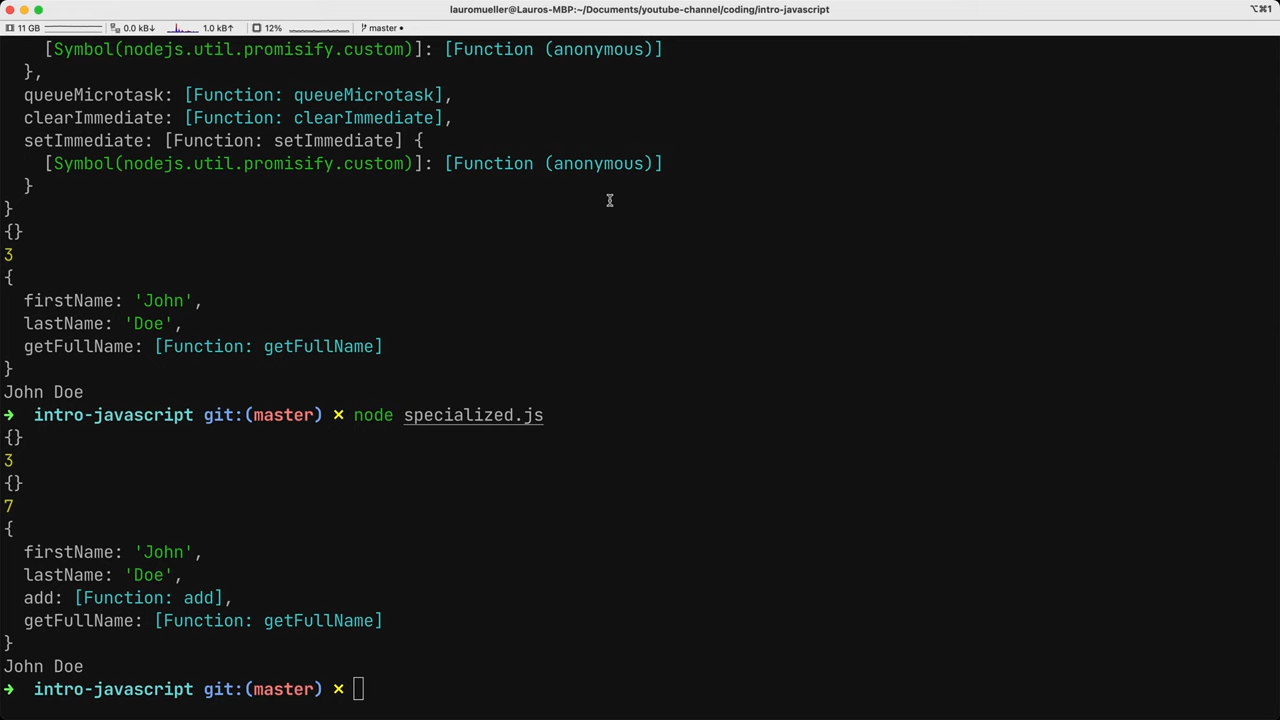 lauromueller@Lauros-MBP:~/Documents/youtube-channel/coding/intro-javascript
⌥⌘1
11 GB 0.0 kB↓ 1.0 kB↑ 12% master •
[Symbol(nodejs.util.promisify.custom)]: [Function (anonymous)]
},
queueMicrotask: [Function: queueMicrotask],
clearImmediate: [Function: clearImmediate],
setImmediate: [Function: setImmediate] {
[Symbol(nodejs.util.promisify.custom)]: [Function (anonymous)]
}
}
{}
3
{
firstName: 'John',
lastName: 'Doe',
getFullName: [Function: getFullName]
}
John Doe
➜ intro-javascript git:(master) ✗ node specialized.js
{}
3
{}
7
{
firstName: 'John',
lastName: 'Doe',
add: [Function: add],
getFullName: [Function: getFullName]
}
John Doe
➜ intro-javascript git:(master) ✗